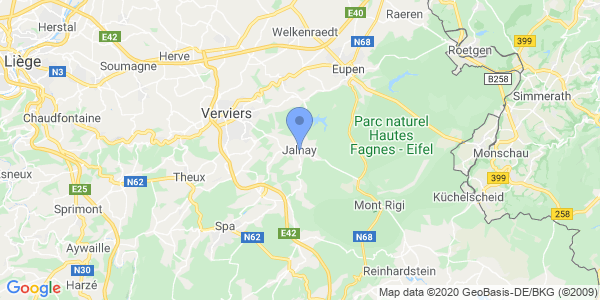 Herstal
E42
Welkenraedt
E40
Raeren
N68
Roetgen
399
Liège
N3
Herve
Soumagne
Eupen
B258
Simmerath
Verviers
Chaudfontaine
Parc naturel
Hautes
Fagnes - Eifel
Jalhay
Monschau
Theux
N62
E25
399
Sprimont
Mont Rigi
Küchelscheid
258
Spa
N62
E42
N68
Aywaille
N30
Harzé
Reinhardstein
Google
Map data ©2020 GeoBasis-DE/BKG (©2009)